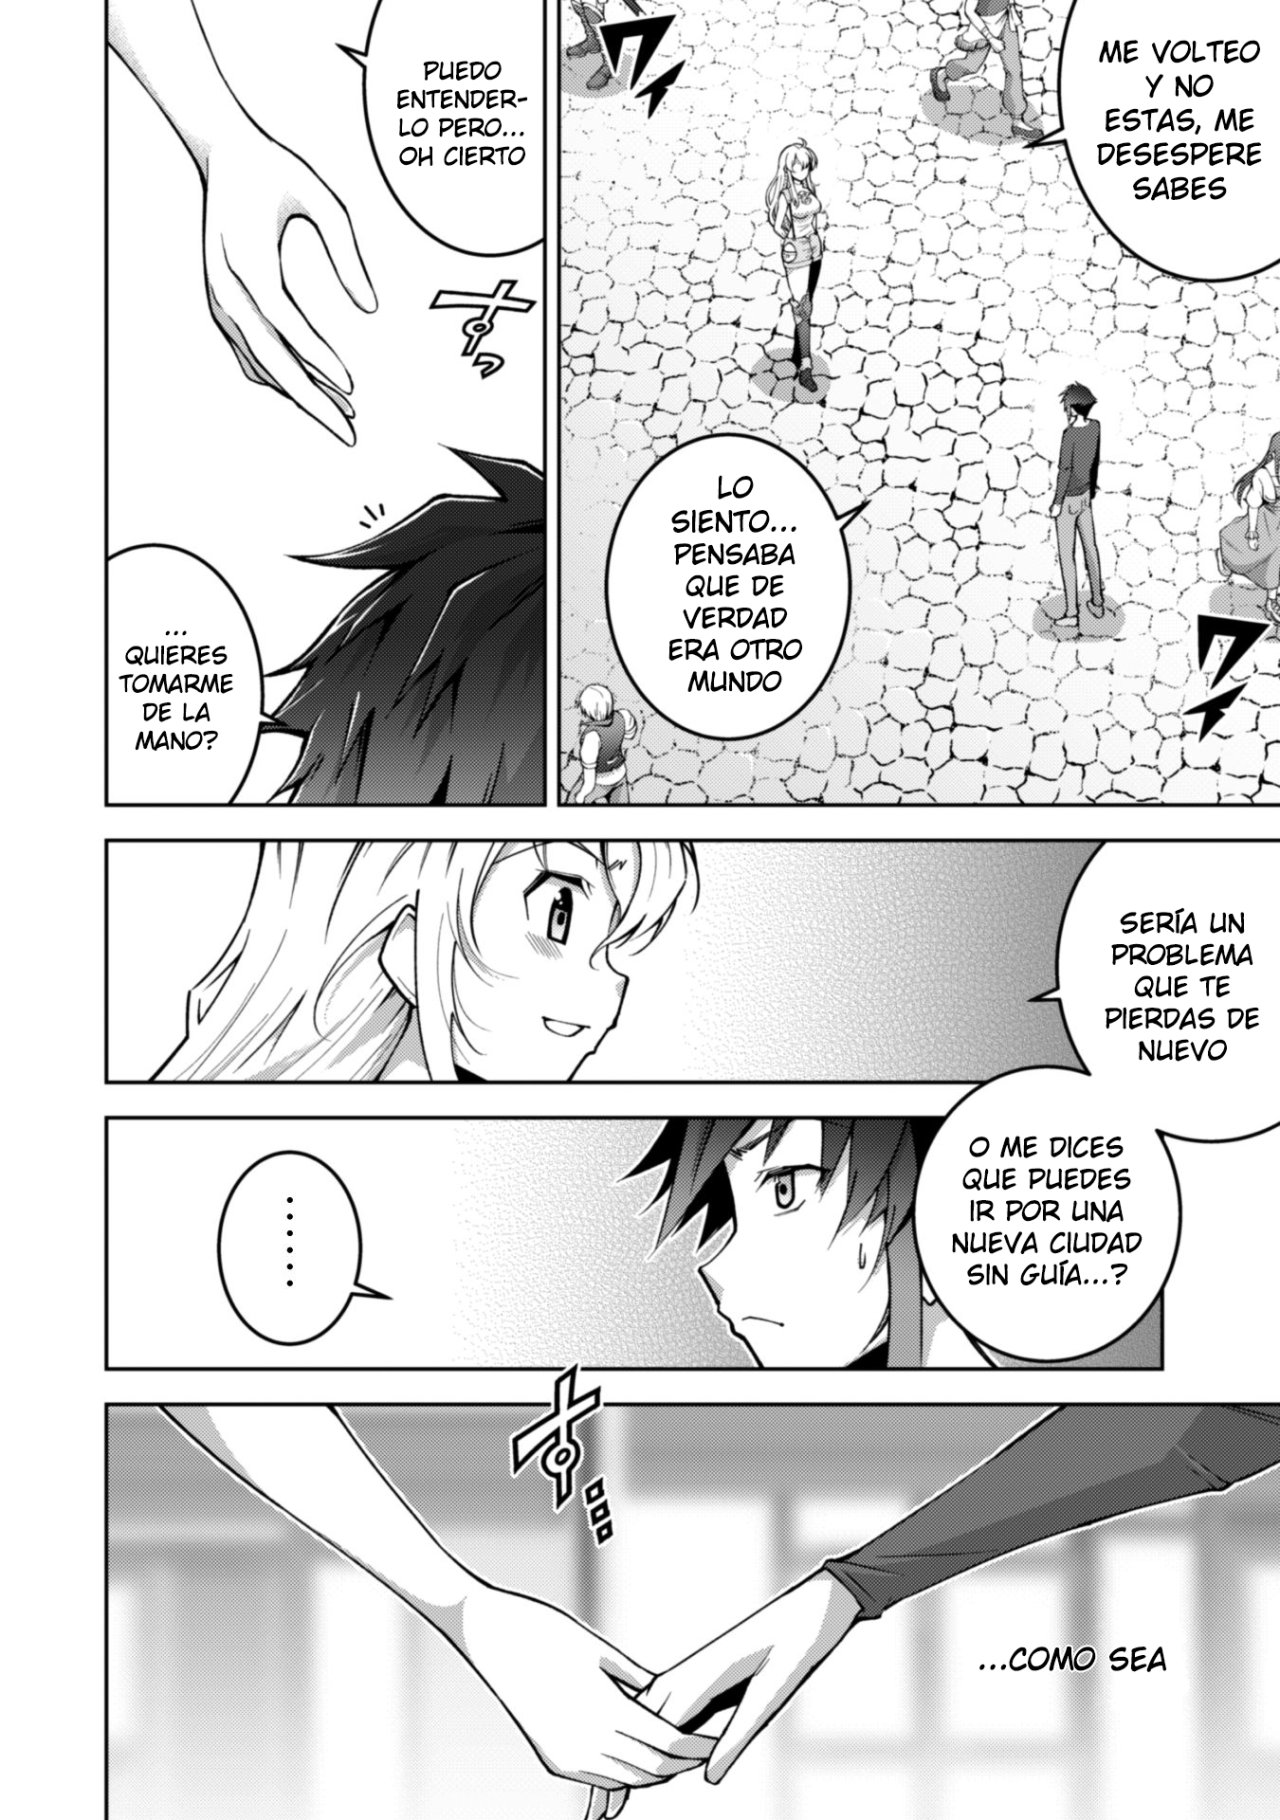 ME VOLTEO
Y NO
ESTAS, ME
DESESPERE
SABES
LO
SIENTO...
PENSABA
QUE DE
VERDAD
ERA OTRO
MUNDO
PUEDO
ENTENDER-
LO PERO...
OH CIERTO
...
QUIERES
TOMARME
DE LA
MANO?
SERÍA UN
PROBLEMA
QUE TE
PIERDAS DE
NUEVO
O ME DICES
QUE PUEDES
IR POR UNA
NUEVA CIUDAD
SIN GUÍA...?
......
...COMO SEA